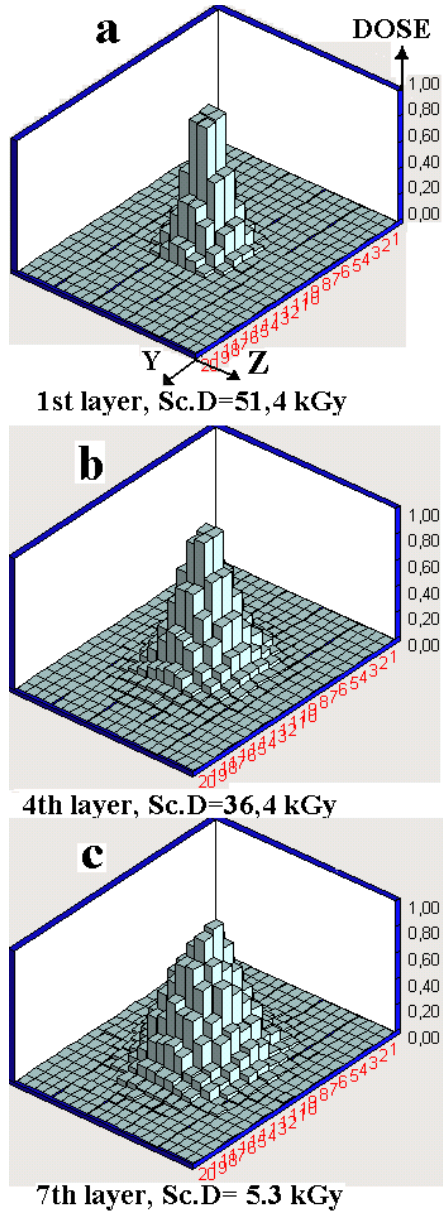 a
DOSE
1,00
0,80
0,60
0,40
0,20
0,00
Y
Z
1st layer, Sc.D=51,4 kGy
b
1,00
0,80
0,60
0,40
0,20
0,00
4th layer, Sc.D=36,4 kGy
c
1,00
0,80
0,60
0,40
0,20
0,00
7th layer, Sc.D= 5.3 kGy